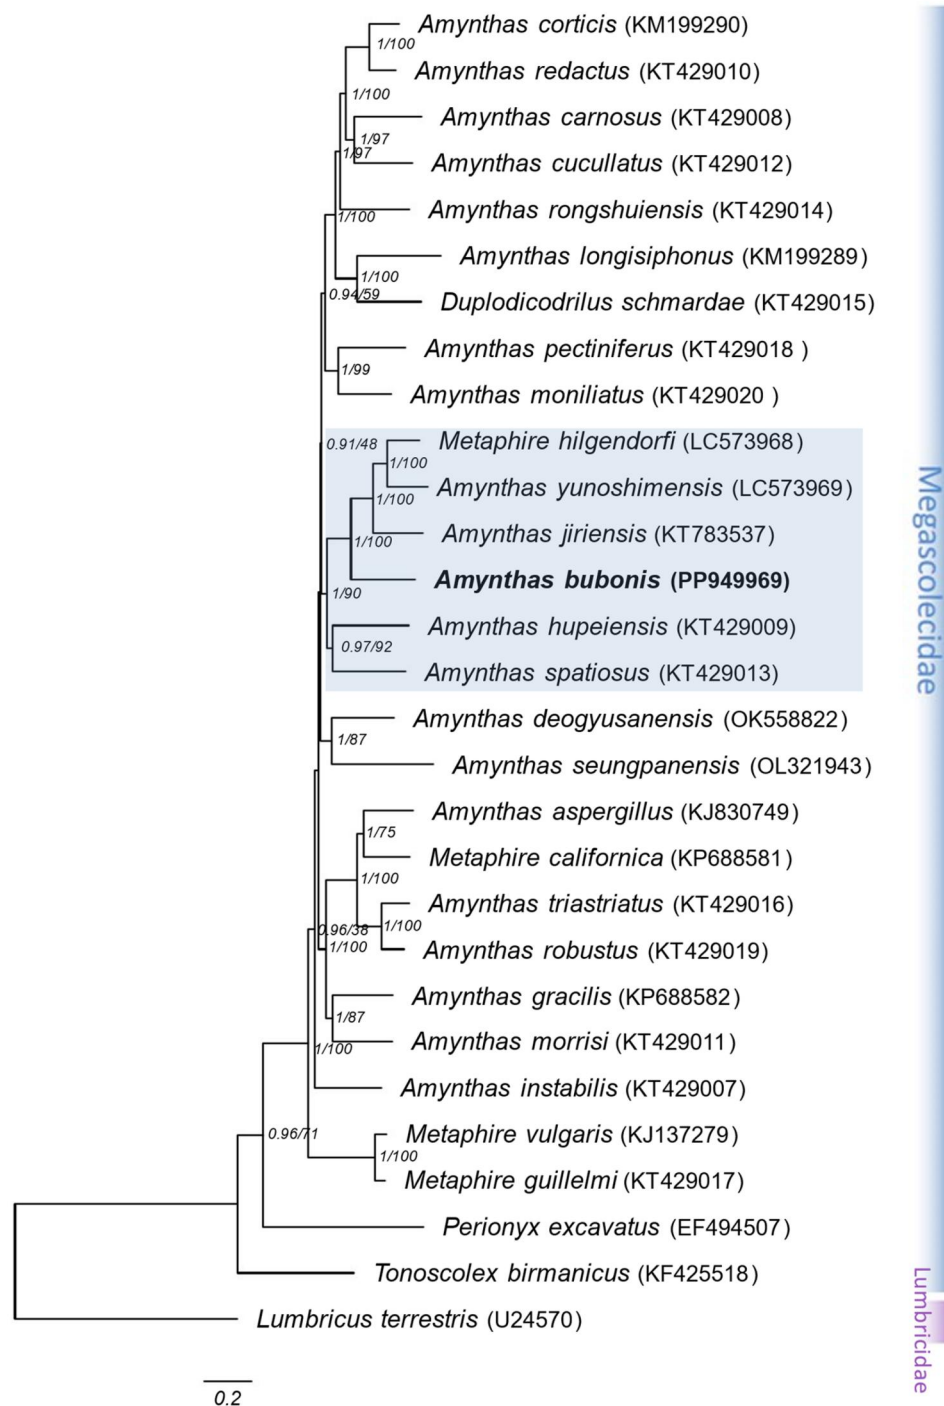 Amynthas corticis (KM199290)
1/100
Amynthas redactus (KT429010)
1/100
Amynthas carnosus (KT429008)
1/97
1/97
Amynthas cucullatus (KT429012)
Amynthas rongshuiensis (KT429014)
1/100
Amynthas longisiphonus (KM199289)
1/100
0.94/59
Duplodicodrilus schmardae (KT429015)
Amynthas pectiniferus (KT429018 )
1/99
Amynthas moniliatus (KT429020 )
0.91/48
Metaphire hilgendorfi (LC573968)
1/100
Amynthas yunoshimensis (LC573969)
1/100
Amynthas jiriensis (KT783537)
1/100
Amynthas bubonis (PP949969)
1/90
Amynthas hupeiensis (KT429009)
0.97/92
Amynthas spatiosus (KT429013)
Amynthas deogyusanensis (OK558822)
1/87
Amynthas seungpanensis (OL321943)
Amynthas aspergillus (KJ830749)
1/75
Metaphire californica (KP688581)
1/100
Amynthas triastriatus (KT429016)
0.96/38
1/100
1/100
Amynthas robustus (KT429019)
Amynthas gracilis (KP688582)
1/87
Amynthas morrisi (KT429011)
1/100
Amynthas instabilis (KT429007)
0.96/71
Metaphire vulgaris (KJ137279)
1/100
Metaphire guillelmi (KT429017)
Perionyx excavatus (EF494507)
Tonoscolex birmanicus (KF425518)
Lumbricus terrestris (U24570)
0.2
Megascolecidae
Lumbricidae